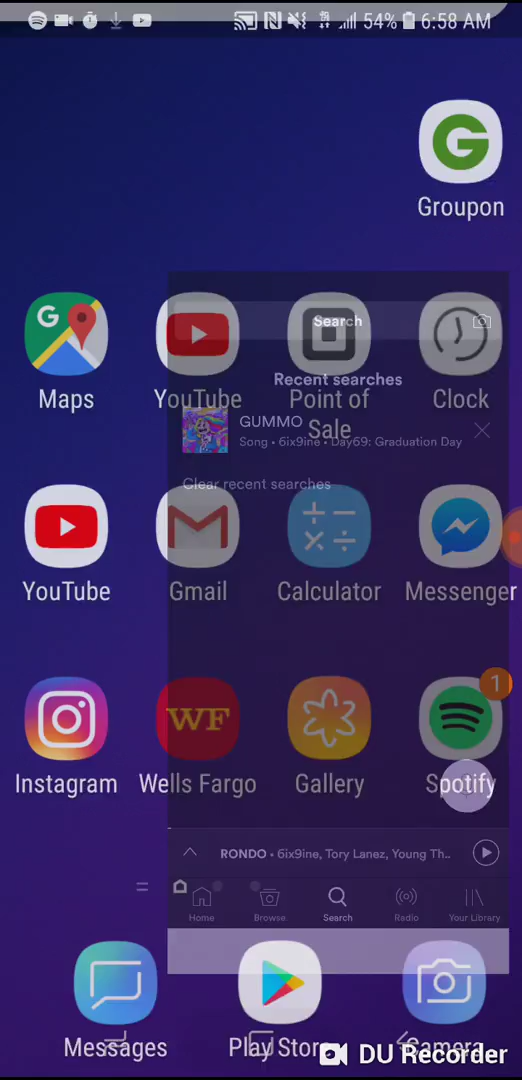 54% 6:58 AM
Groupon
G
Search
Recent searches
GUMMO
Song • 6ix9ine • Day69: Graduation Day
Clear recent searches
Maps
YouTube
Point of
Sale
Clock
YouTube
Gmail
Calculator
Messenger
WF
1
Instagram
Wells Fargo
Gallery
Spotify
RONDO • 6ix9ine, Tory Lanez, Young Th..
Home
Browse
Search
Radio
Your Library
Messages
Play Store
Camera
DU Recorder